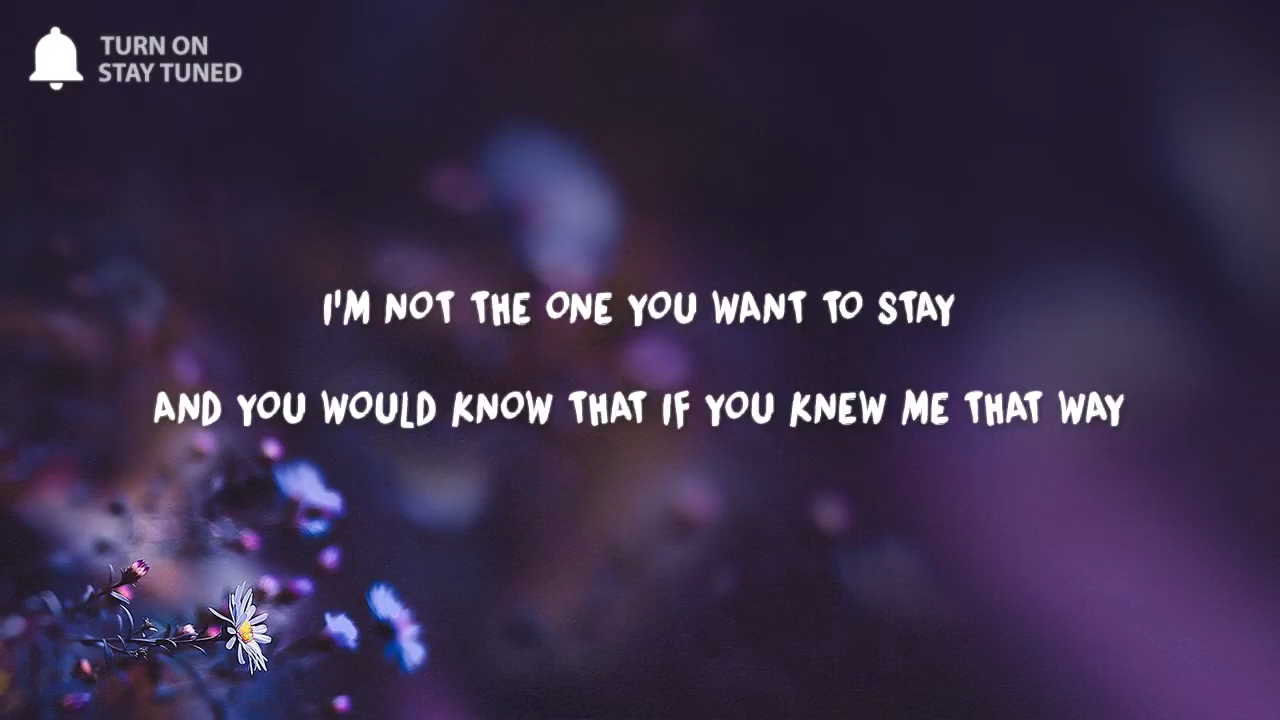 TURN ON
STAY TUNED
I'M NOT THE ONE YOU WANT TO STAY
AND YOU WOULD KNOW THAT IF YOU KNEW ME THAT WAY